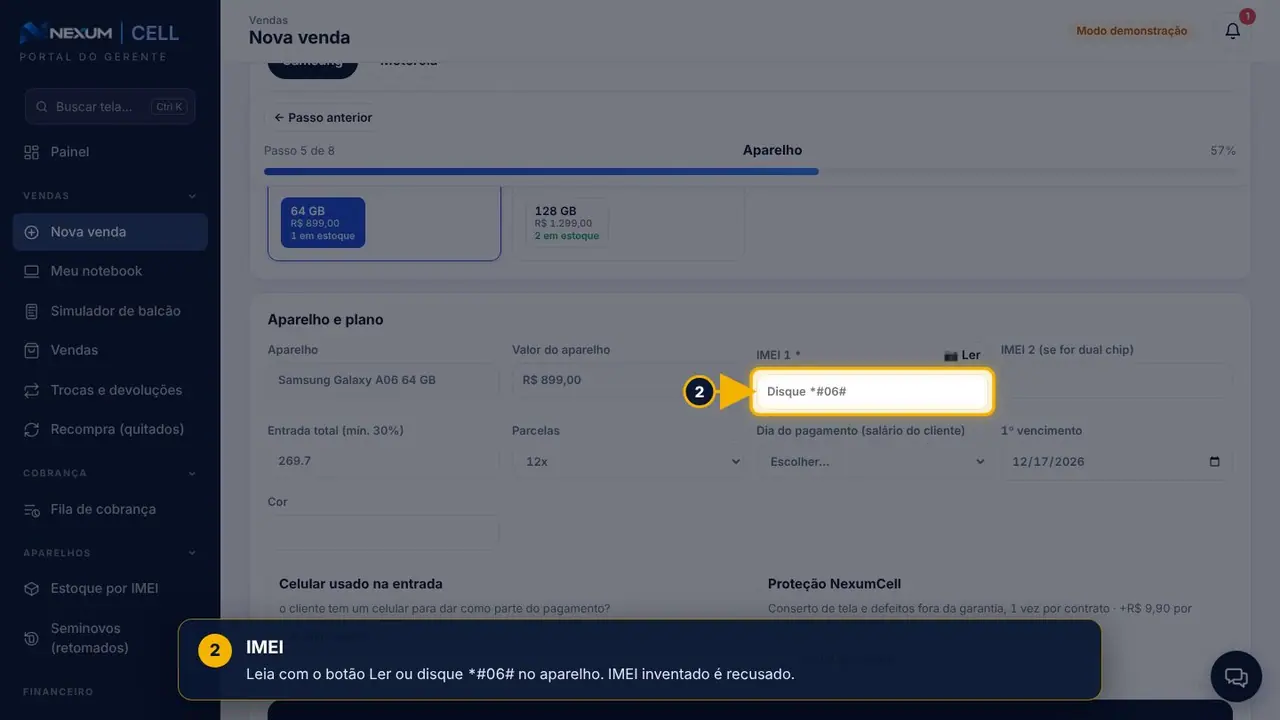 NEXUM | CELL
PORTAL DO GERENTE
Buscar tela... Ctrl K
Painel
VENDAS
Nova venda
Meu notebook
Simulador de balcão
Vendas
Trocas e devoluções
Recompra (quitados)
COBRANÇA
Fila de cobrança
APARELHOS
Estoque por IMEI
Seminovos
(retomados)
FINANCEIRO
Vendas
Nova venda
Modo demonstração
1
Samsung Motorola
← Passo anterior
Passo 5 de 8 Aparelho 57%
64 GB
R$ 899,00
1 em estoque
128 GB
R$ 1.299,00
2 em estoque
Aparelho e plano
Aparelho
Samsung Galaxy A06 64 GB
Valor do aparelho
R$ 899,00
IMEI 1 * Ler
2
Disque *#06#
IMEI 2 (se for dual chip)
Entrada total (mín. 30%)
269.7
Parcelas
12x
Dia do pagamento (salário do cliente)
Escolher...
1º vencimento
12/17/2026
Cor
Celular usado na entrada
o cliente tem um celular para dar como parte do pagamento?
Proteção NexumCell
Conserto de tela e defeitos fora da garantia, 1 vez por contrato · +R$ 9,90 por
2
IMEI
Leia com o botão Ler ou disque *#06# no aparelho. IMEI inventado é recusado.